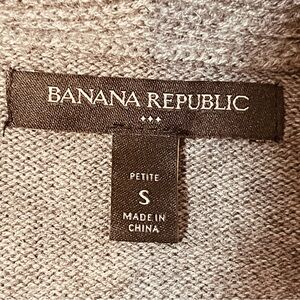 BANANA REPUBLIC
PETITE
S
MADE IN
CHINA